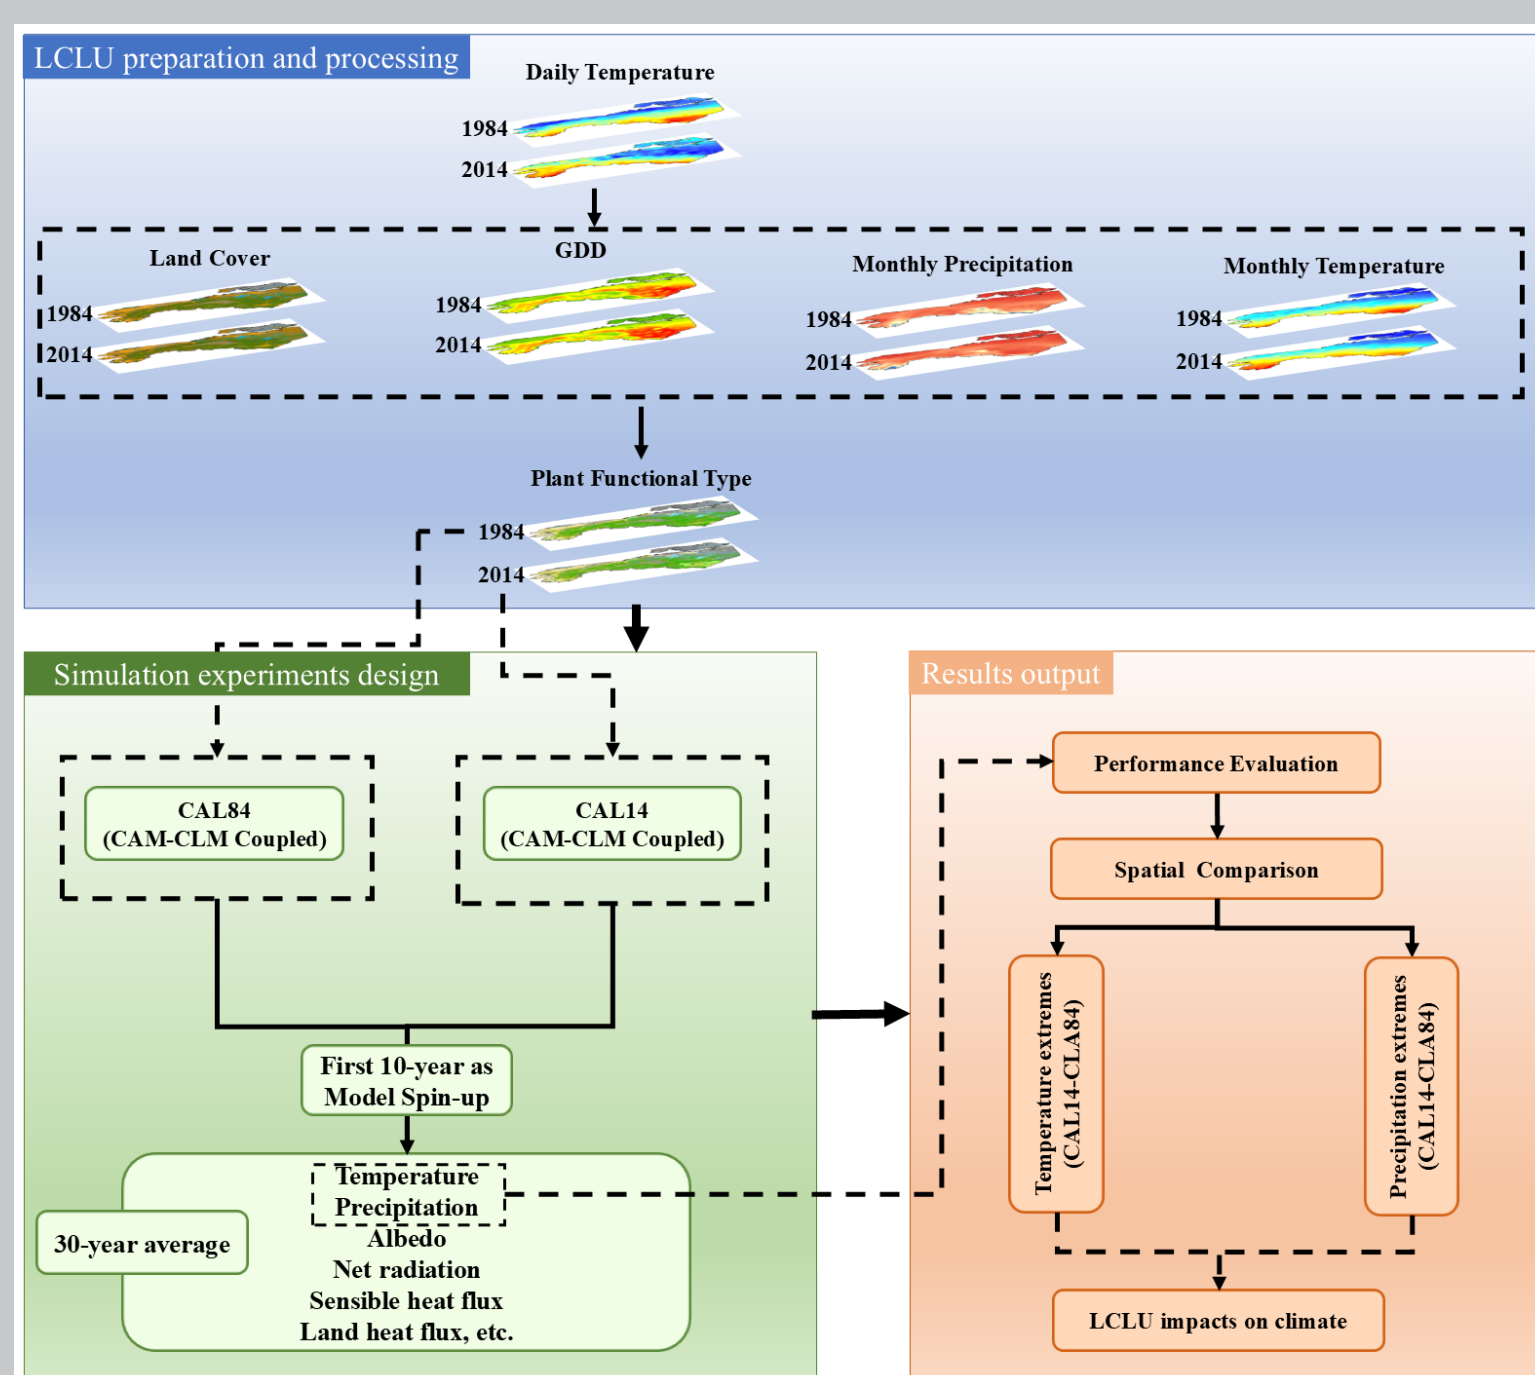 LCLU preparation and processing
Daily Temperature
1984
2014
Land Cover
1984
2014
GDD
1984
2014
Monthly Precipitation
1984
2014
Monthly Temperature
1984
2014
Plant Functional Type
1984
2014
Simulation experiments design
CAL84
(CAM-CLM Coupled)
CAL14
(CAM-CLM Coupled)
First 10-year as
Model Spin-up
30-year average
Temperature
Precipitation
Albedo
Net radiation
Sensible heat flux
Land heat flux, etc.
Results output
Performance Evaluation
Spatial Comparison
Temperature extremes
(CAL14-CLA84)
Precipitation extremes
(CAL14-CLA84)
LCLU impacts on climate